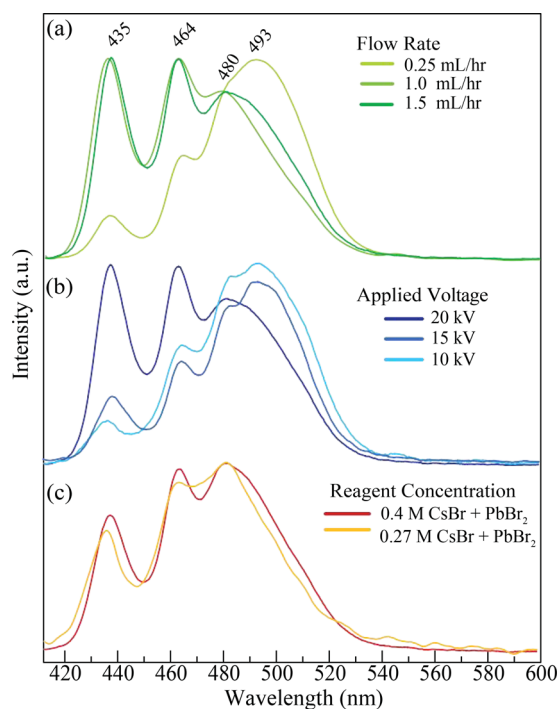 (a)
435
464
480
493
Flow Rate
0.25 mL/hr
1.0 mL/hr
1.5 mL/hr
(b)
Applied Voltage
20 kV
15 kV
10 kV
(c)
Reagent Concentration
0.4 M CsBr + PbBr₂
0.27 M CsBr + PbBr₂
Intensity (a.u.)
420 440 460 480 500 520 540 560 580 600
Wavelength (nm)